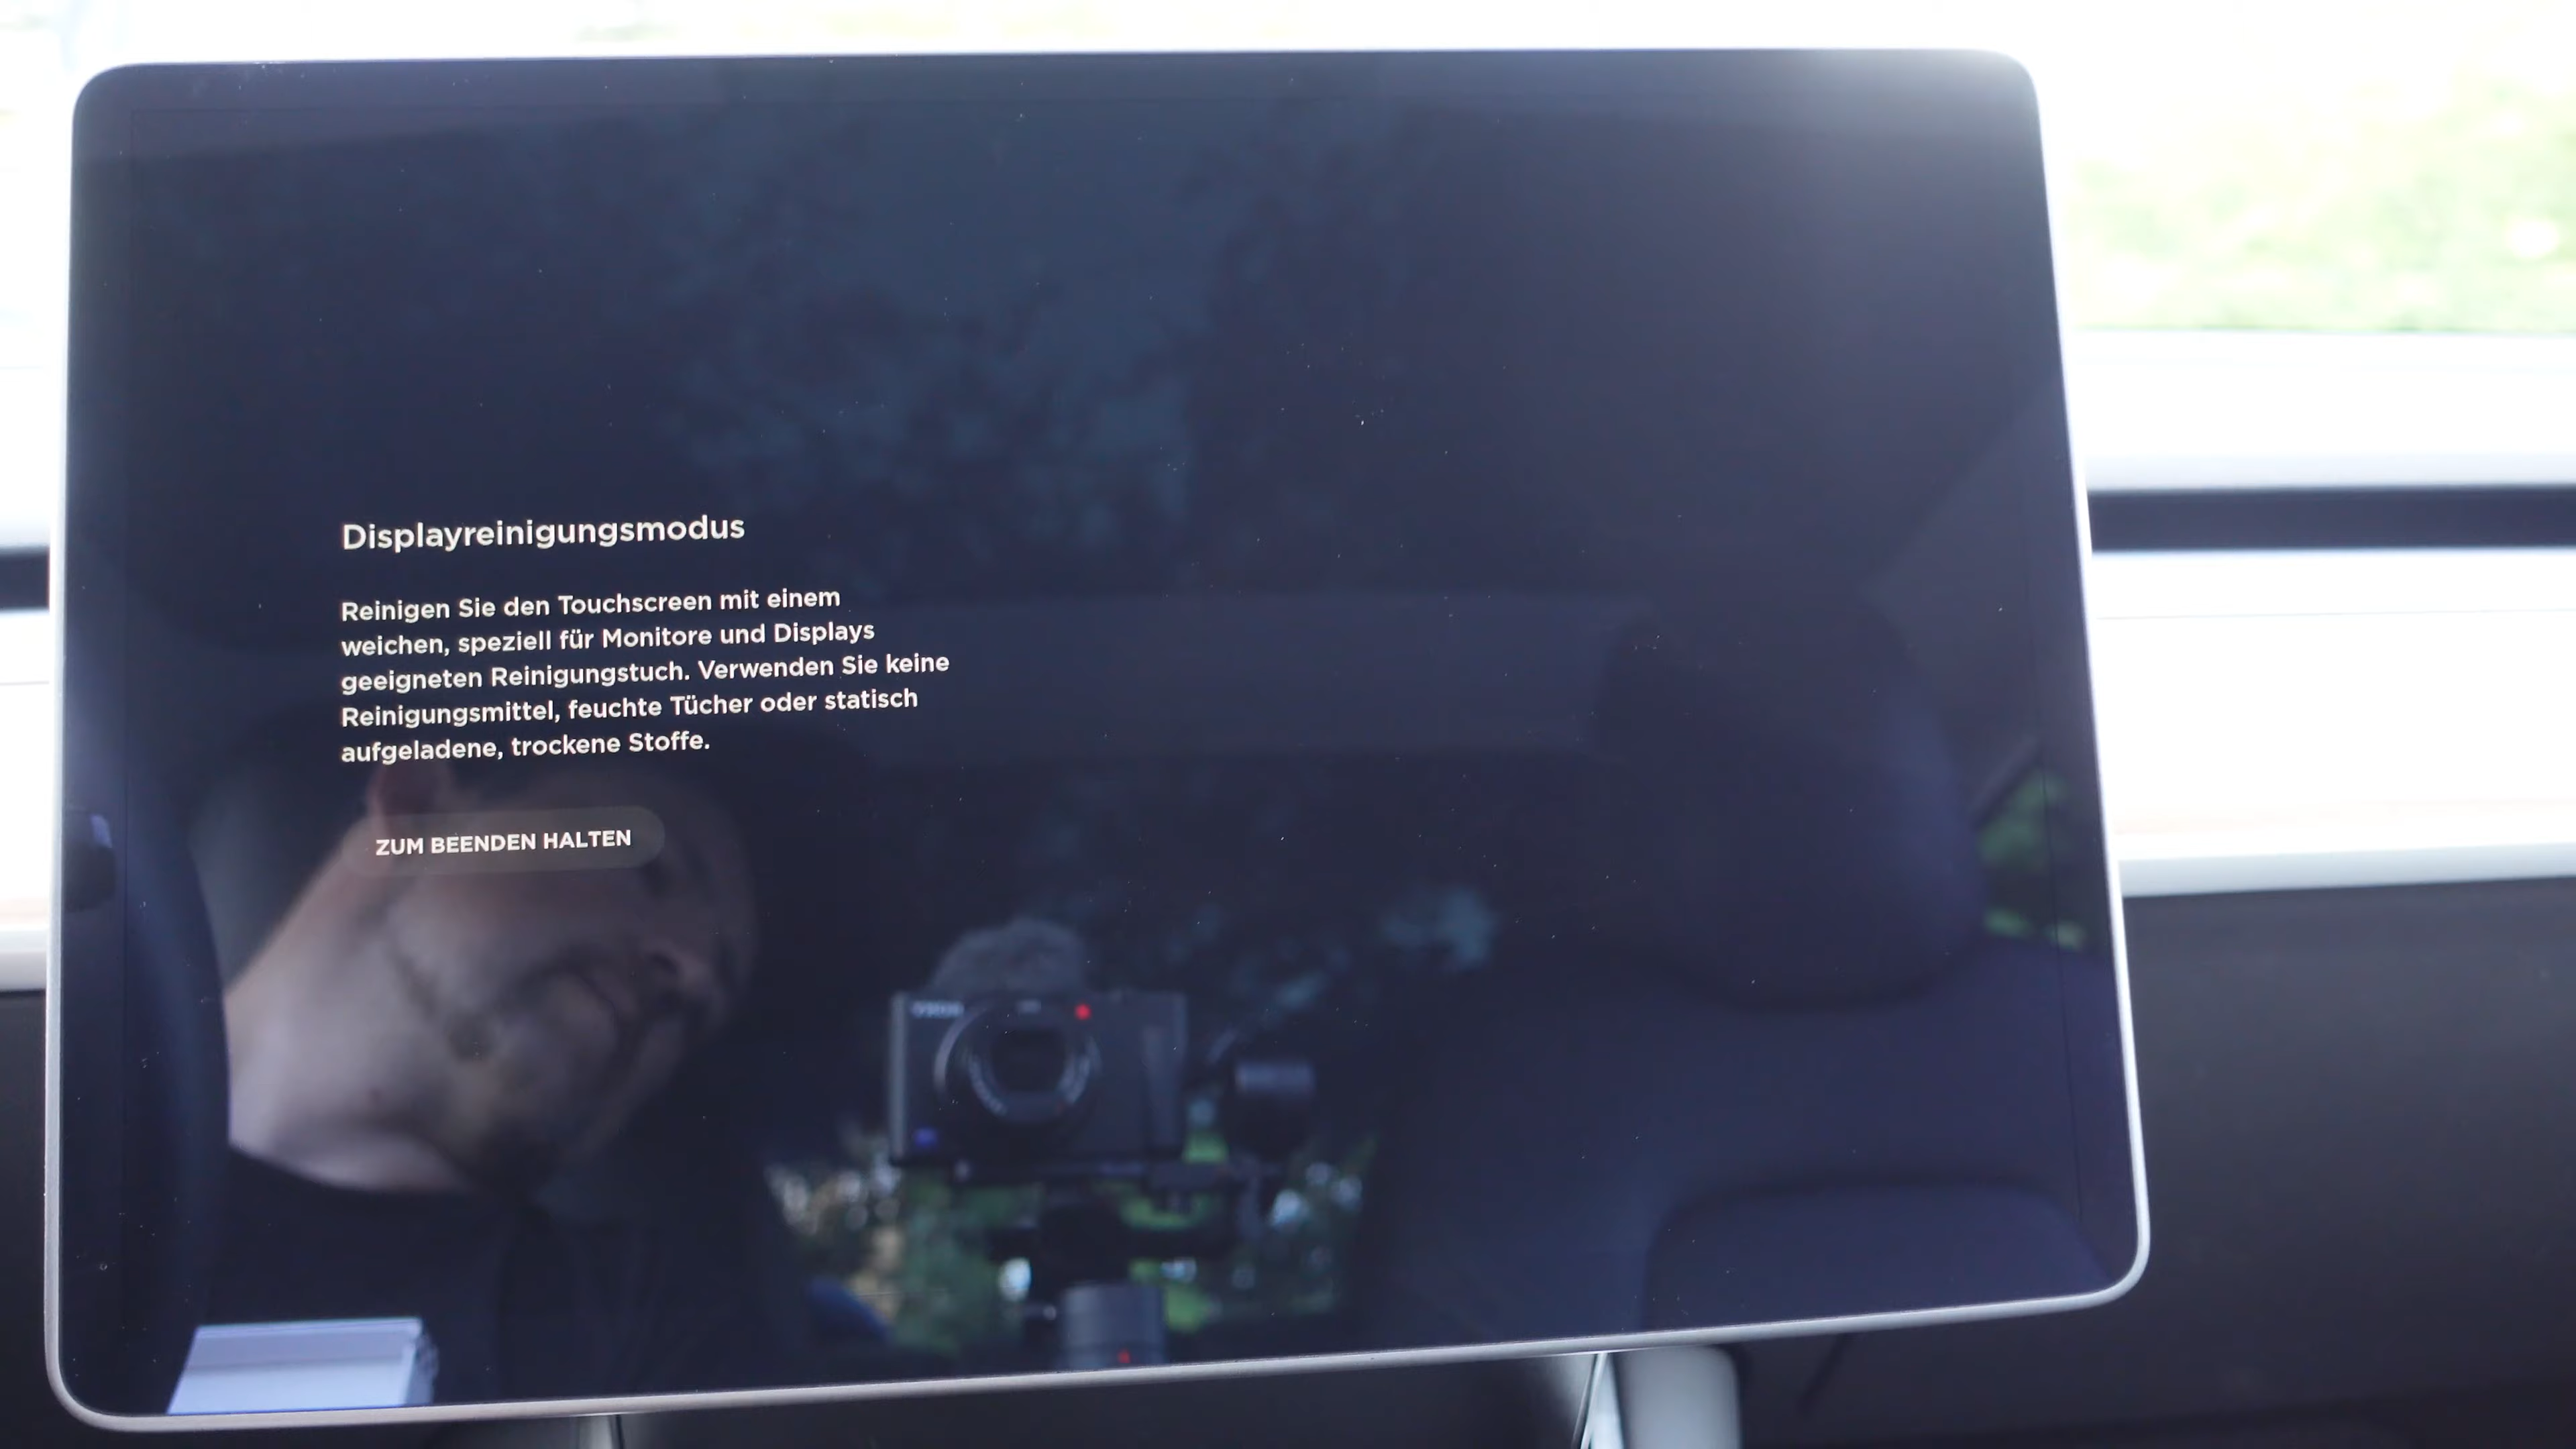 Displayreinigungsmodus
Reinigen Sie den Touchscreen mit einem
weichen, speziell für Monitore und Displays
geeigneten Reinigungstuch. Verwenden Sie keine
Reinigungsmittel, feuchte Tücher oder statisch
aufgeladene, trockene Stoffe.
ZUM BEENDEN HALTEN